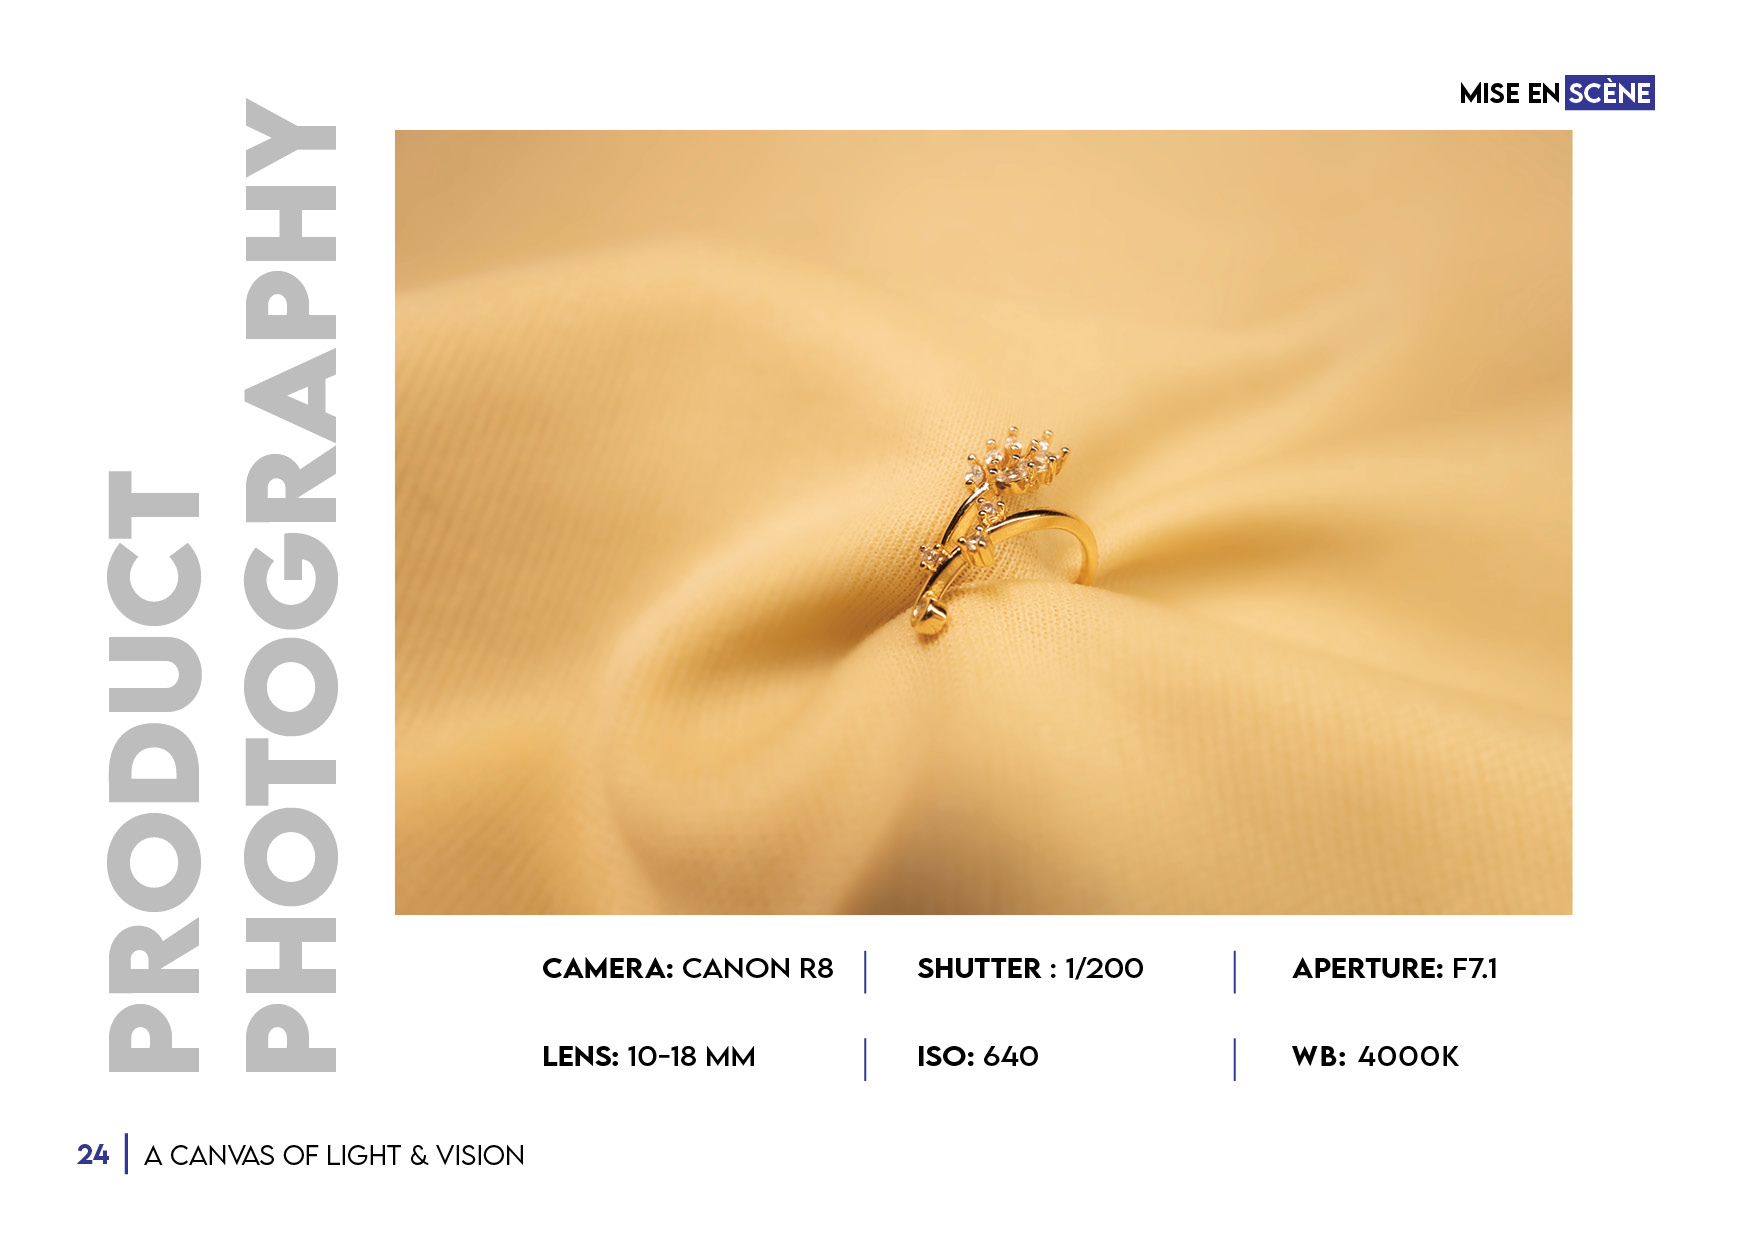 MISE EN SCÈNE
PRODUCT
PHOTOGRAPHY
CAMERA: CANON R8
SHUTTER : 1/200
APERTURE: F7.1
LENS: 10-18 MM
ISO: 640
WB: 4000K
24
A CANVAS OF LIGHT & VISION